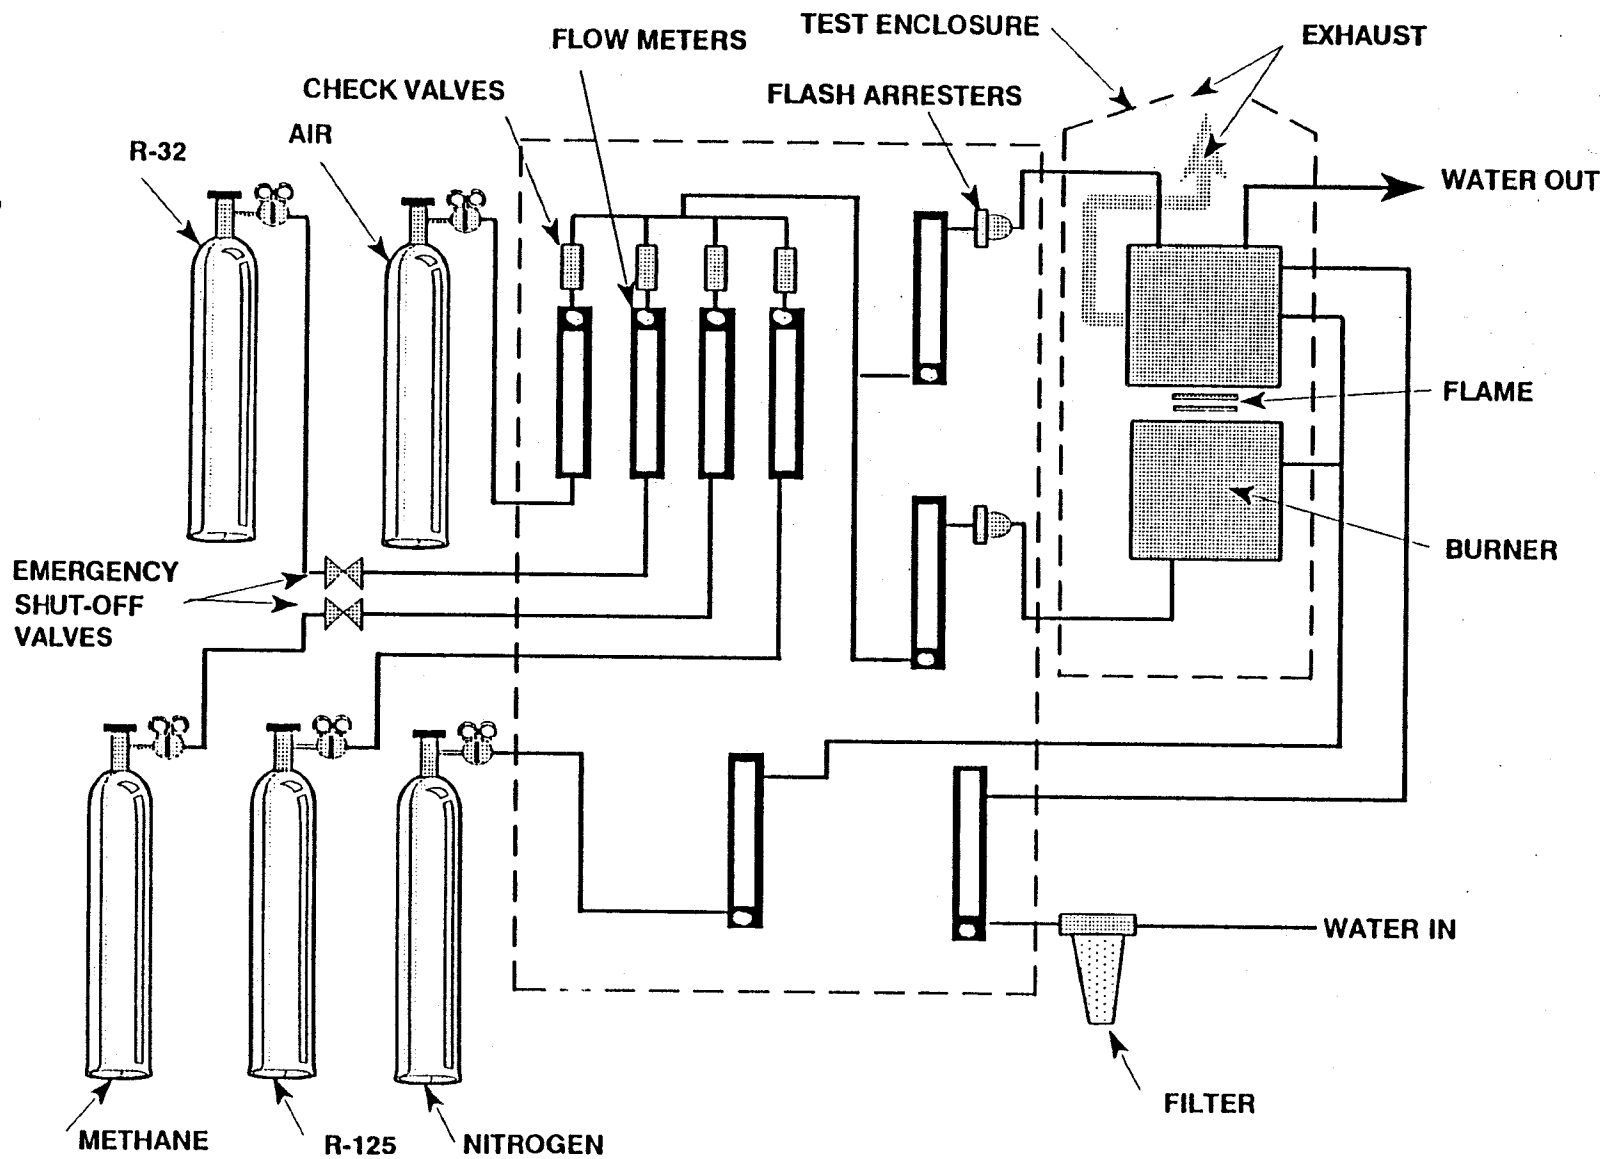 TEST ENCLOSURE
EXHAUST
FLOW METERS
CHECK VALVES
FLASH ARRESTERS
AIR
R-32
WATER OUT
FLAME
BURNER
EMERGENCY
SHUT-OFF
VALVES
WATER IN
FILTER
METHANE
R-125
NITROGEN